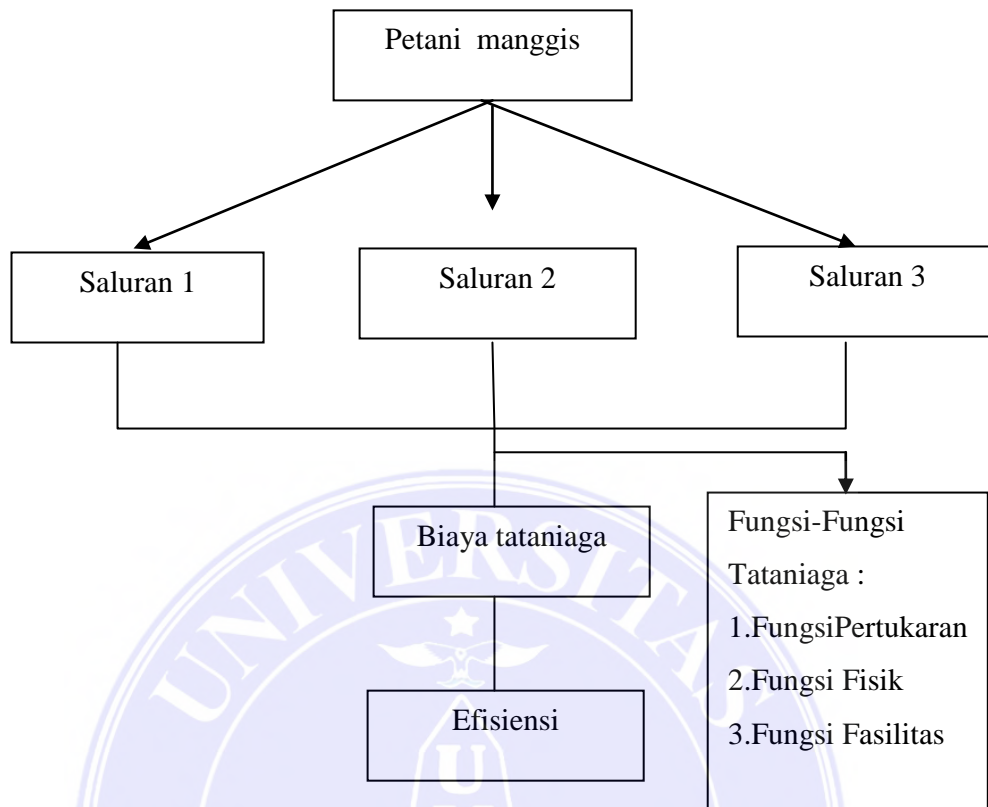 Petani manggis
Saluran 1
Saluran 2
Saluran 3
Biaya tataniaga
Fungsi-Fungsi
Tataniaga :
1.FungsiPertukaran
2.Fungsi Fisik
3.Fungsi Fasilitas
Efisiensi
UNIVERSITAS
U